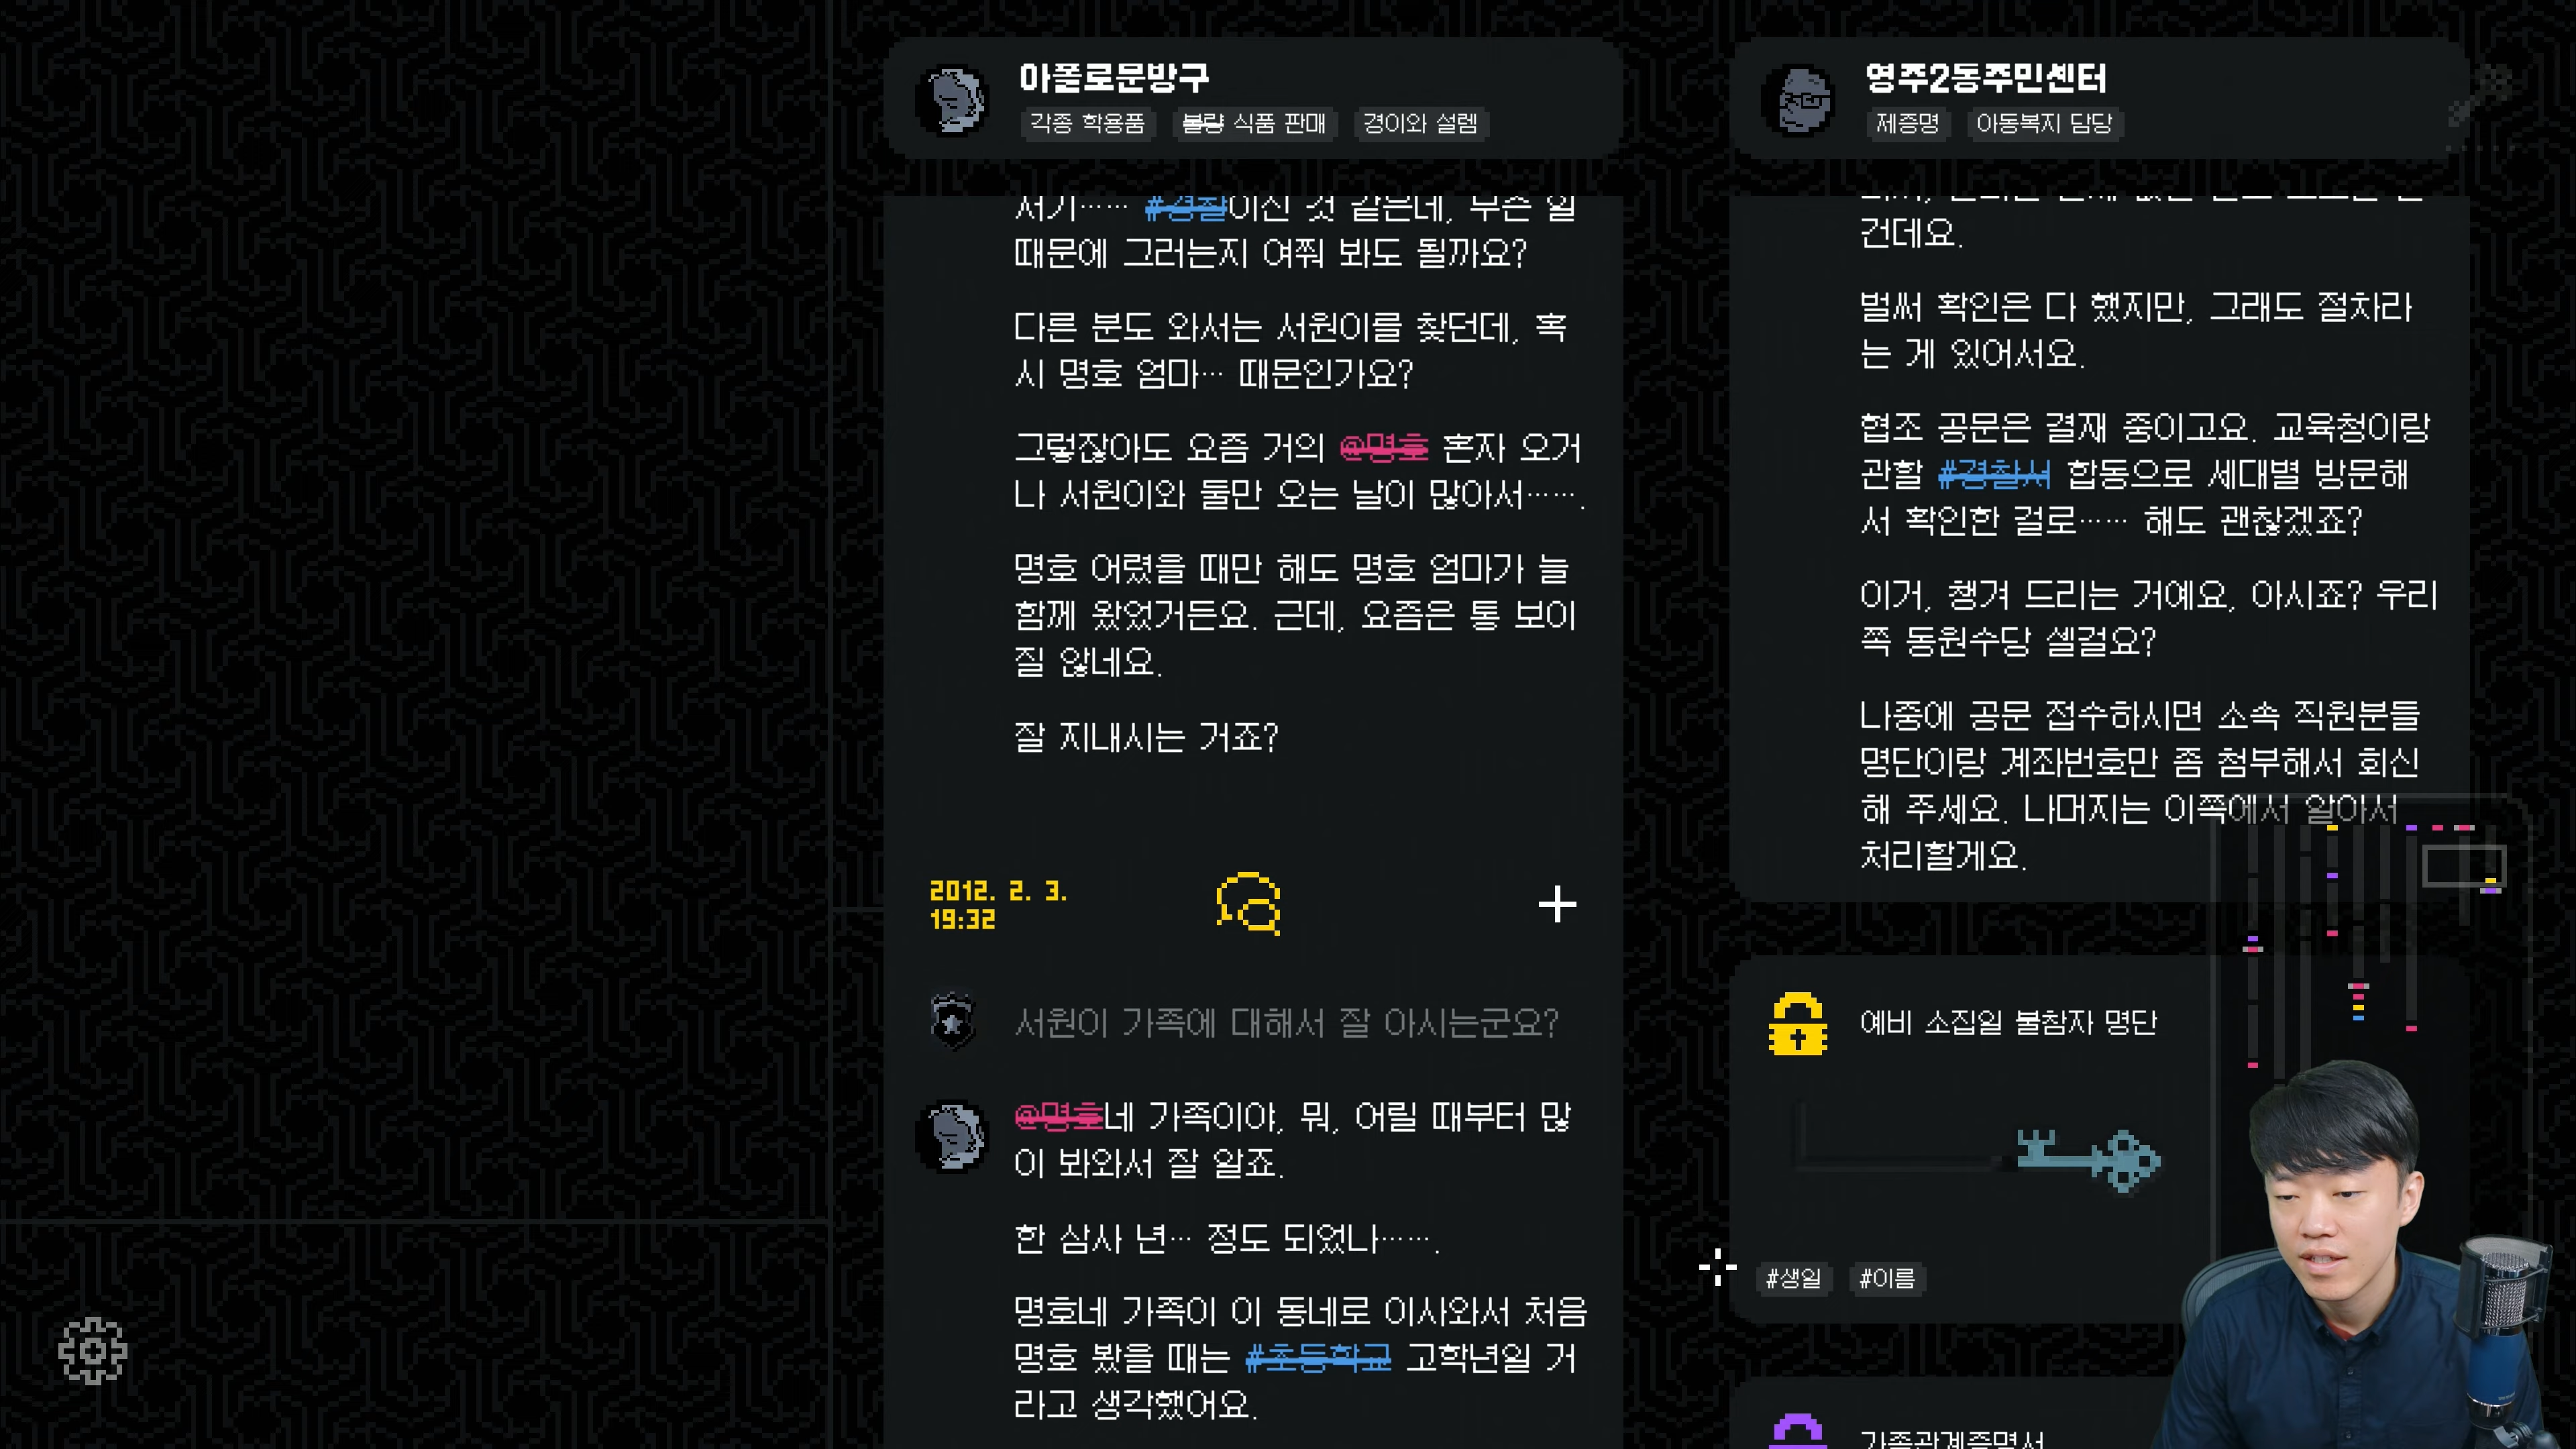 아폴로문방구
각종 학용품 불량 식품 판매 경이와 설렘
저기…… #경찰이신 것 같은데, 무슨 일
때문에 그러는지 여쭤 봐도 될까요?
다른 분도 와서는 서원이를 찾던데, 혹
시 명호 엄마… 때문인가요?
그렇잖아도 요즘 거의 @명호 혼자 오거
나 서원이와 둘만 오는 날이 많아서…….
명호 어렸을 때만 해도 명호 엄마가 늘
함께 왔었거든요. 근데, 요즘은 통 보이
질 않네요.
잘 지내시는 거죠?
2012. 2. 3.
19:32
서원이 가족에 대해서 잘 아시는군요?
@명호네 가족이야, 뭐, 어릴 때부터 많
이 봐와서 잘 알죠.
한 삼사 년… 정도 되었나…….
명호네 가족이 이 동네로 이사와서 처음
명호 봤을 때는 #초등학교 고학년일 거
라고 생각했어요.
영주2동주민센터
제증명 아동복지 담당
건데요.
벌써 확인은 다 했지만, 그래도 절차라
는 게 있어서요.
협조 공문은 결재 중이고요. 교육청이랑
관할 #경찰서 합동으로 세대별 방문해
서 확인한 걸로…… 해도 괜찮겠죠?
이거, 챙겨 드리는 거예요, 아시죠? 우리
쪽 동원수당 셀걸요?
나중에 공문 접수하시면 소속 직원분들
명단이랑 계좌번호만 좀 첨부해서 회신
해 주세요. 나머지는 이쪽에서 알아서
처리할게요.
예비 소집일 불참자 명단
#생일 #이름
가족관계증명서